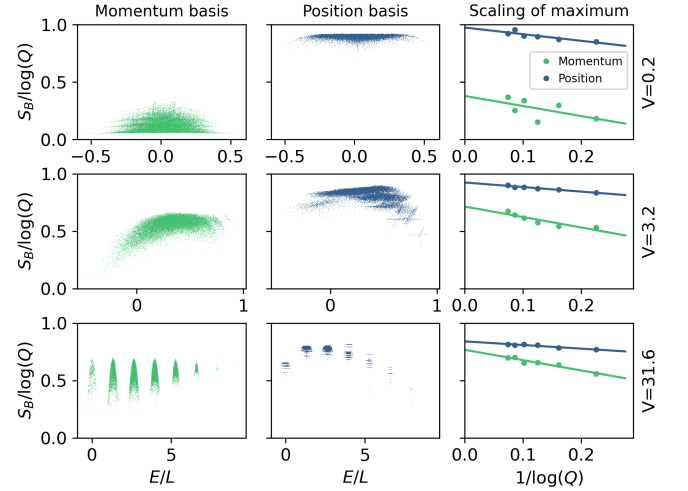 Momentum basis Position basis Scaling of maximum
S_B/log(Q) 1.0 0.5 0.0
−0.5 0.0 0.5
−0.5 0.0 0.5
Momentum
Position
0.0 0.1 0.2
V=0.2
S_B/log(Q) 1.0 0.5 0.0
0 1
0 1
0.0 0.1 0.2
V=3.2
S_B/log(Q) 1.0 0.5 0.0
0 5
0 5
0.0 0.1 0.2
V=31.6
E/L E/L 1/log(Q)